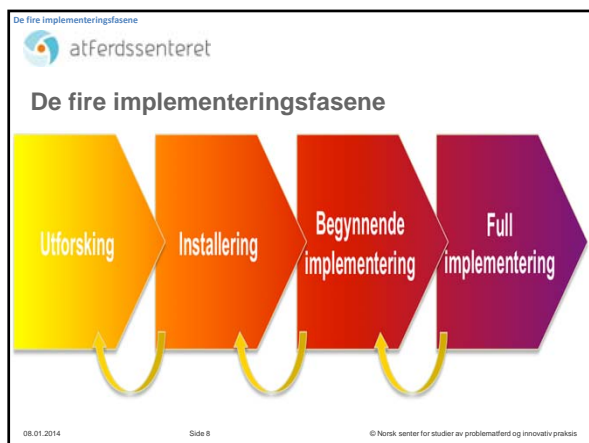 De fire implementeringsfasene
atferdssenteret
De fire implementeringsfasene
Utforsking
Installering
Begynnende
implementering
Full
implementering
08.01.2014
Side 8
© Norsk senter for studier av problematferd og innovativ praksis